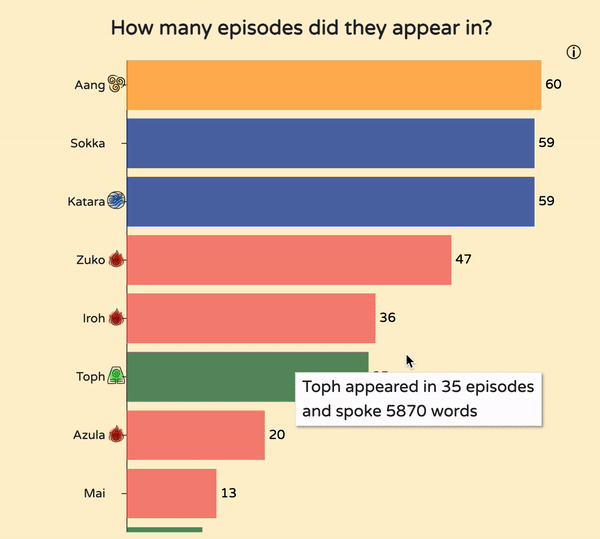 How many episodes did they appear in?
Aang 60
Sokka 59
Katara 59
Zuko 47
Iroh 36
Toph
Toph appeared in 35 episodes
and spoke 5870 words
Azula 20
Mai 13